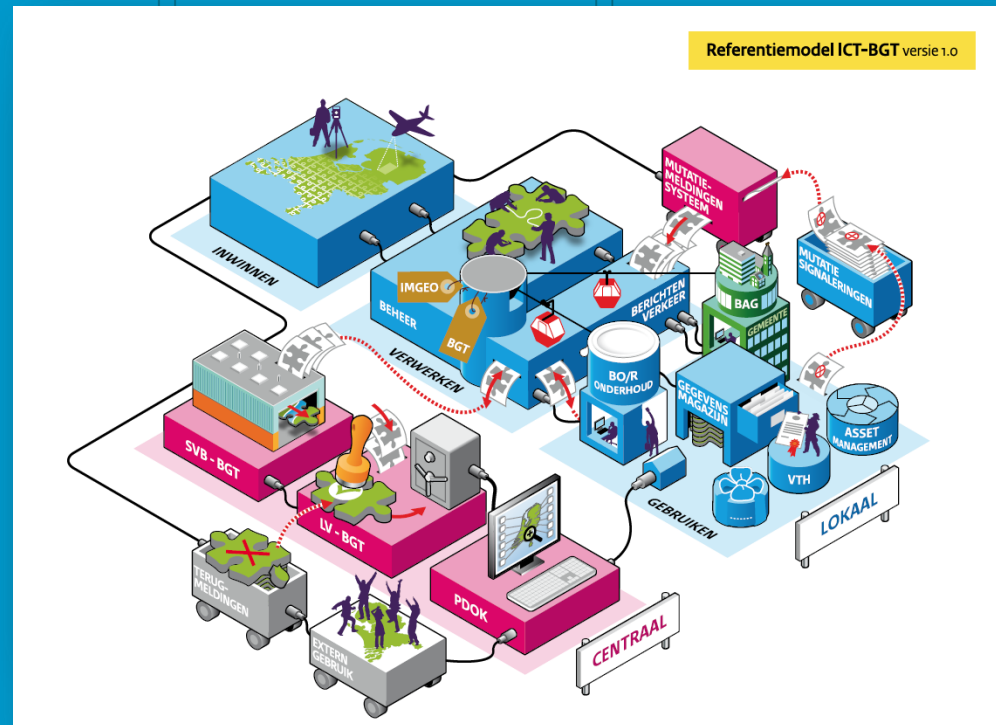 Referentiemodel ICT-BGT versie 1.0
MUTATIE-
MELDINGEN
SYSTEEM
INWINNEN
MUTATIE
SIGNALERINGEN
IMGEO
BEHEER
BGT
BERICHTEN
VERKEER
BAG
GEMEENTE
VERWERKEN
BO/R
ONDERHOUD
GEGEVENS
MAGAZIJN
ASSET
MANAGEMENT
VTH
SVB - BGT
LV - BGT
GEBRUIKEN
LOKAAL
TERUG-
MELDINGEN
PDOK
EXTERN
GEBRUIK
CENTRAAL